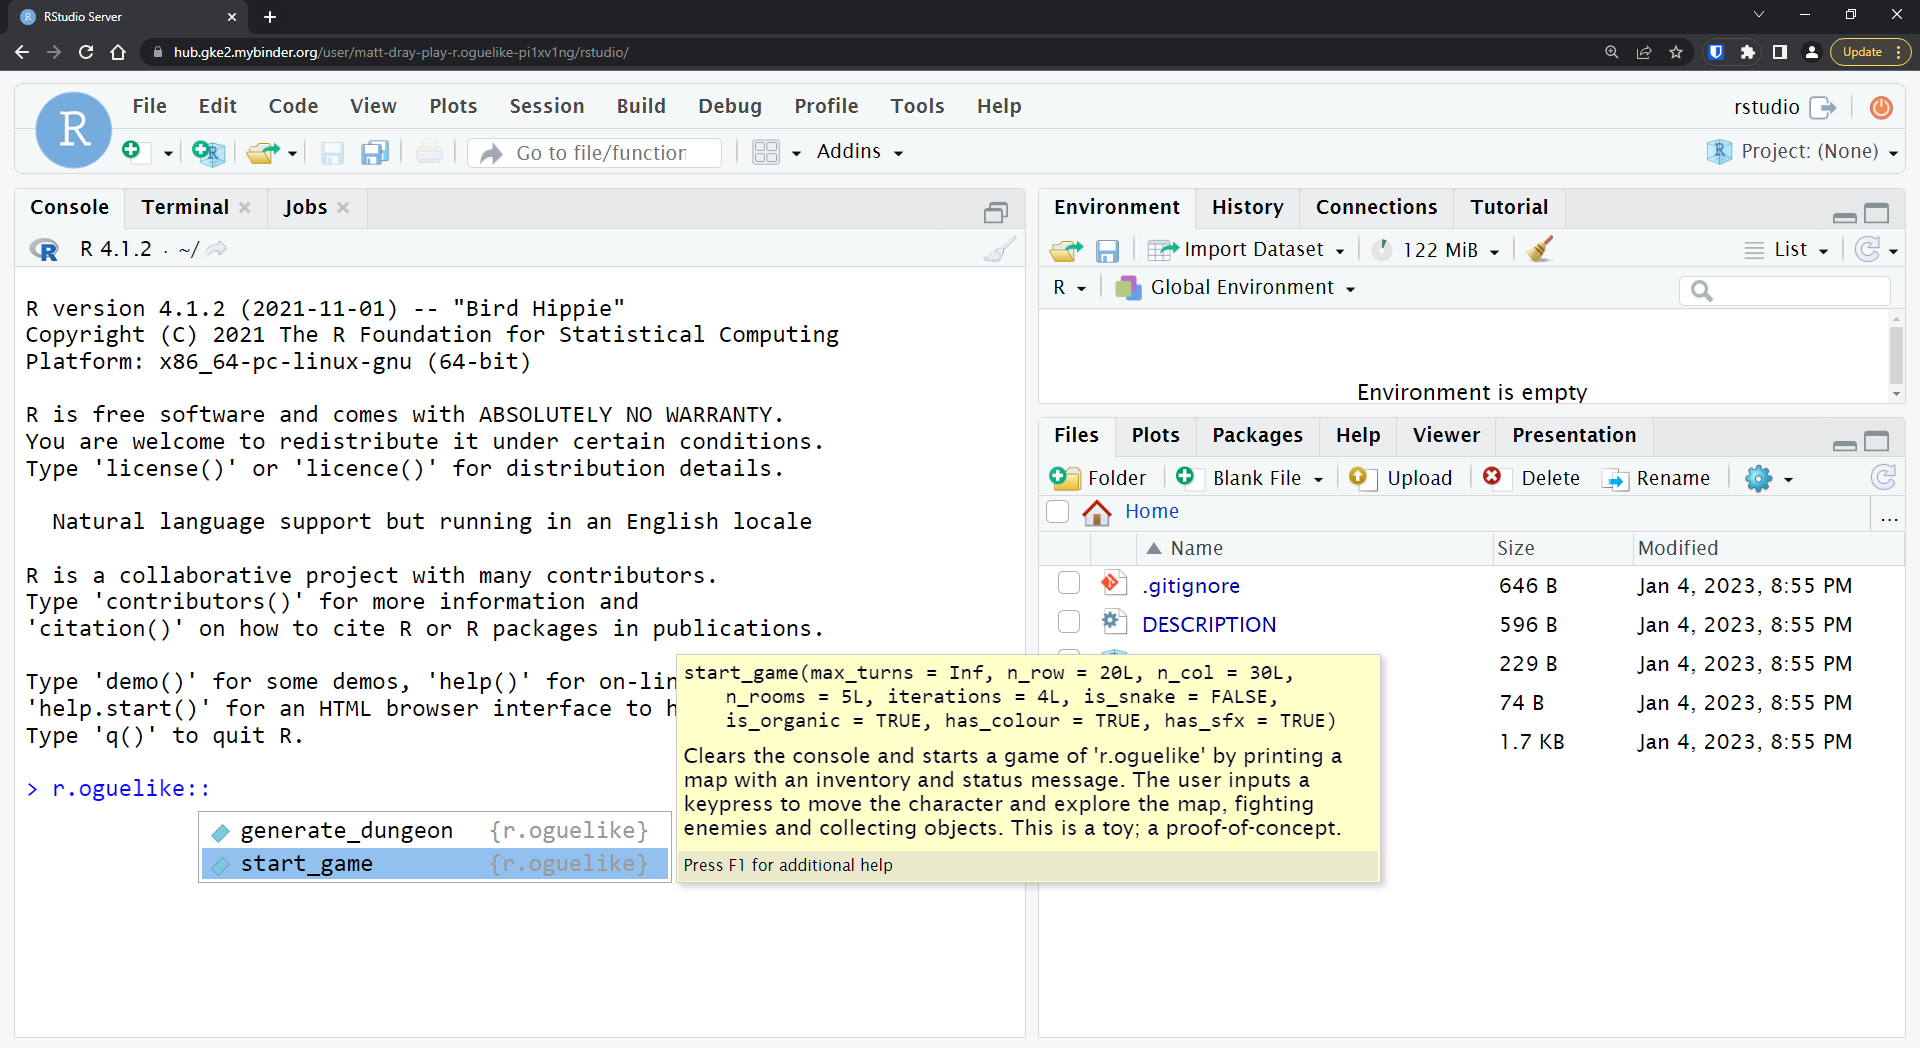 RStudio Server
hub.gke2.mybinder.org/user/matt-dray-play-r.oguelike-pi1xv1ng/rstudio/
Update
R
File Edit Code View Plots Session Build Debug Profile Tools Help
rstudio
Go to file/function
Addins
Project: (None)
Console Terminal Jobs
R 4.1.2 . ~/
R version 4.1.2 (2021-11-01) -- "Bird Hippie"
Copyright (C) 2021 The R Foundation for Statistical Computing
Platform: x86_64-pc-linux-gnu (64-bit)
R is free software and comes with ABSOLUTELY NO WARRANTY.
You are welcome to redistribute it under certain conditions.
Type 'license()' or 'licence()' for distribution details.
Natural language support but running in an English locale
R is a collaborative project with many contributors.
Type 'contributors()' for more information and
'citation()' on how to cite R or R packages in publications.
Type 'demo()' for some demos, 'help()' for on-lin
'help.start()' for an HTML browser interface to h
Type 'q()' to quit R.
> r.oguelike::
generate_dungeon {r.oguelike}
start_game {r.oguelike}
start_game(max_turns = Inf, n_row = 20L, n_col = 30L,
n_rooms = 5L, iterations = 4L, is_snake = FALSE,
is_organic = TRUE, has_colour = TRUE, has_sfx = TRUE)
Clears the console and starts a game of 'r.oguelike' by printing a
map with an inventory and status message. The user inputs a
keypress to move the character and explore the map, fighting
enemies and collecting objects. This is a toy; a proof-of-concept.
Press F1 for additional help
Environment History Connections Tutorial
Import Dataset 122 MiB List
R Global Environment
Environment is empty
Files Plots Packages Help Viewer Presentation
Folder Blank File Upload Delete Rename
Home ...
Name Size Modified
.gitignore 646 B Jan 4, 2023, 8:55 PM
DESCRIPTION 596 B Jan 4, 2023, 8:55 PM
229 B Jan 4, 2023, 8:55 PM
74 B Jan 4, 2023, 8:55 PM
1.7 KB Jan 4, 2023, 8:55 PM